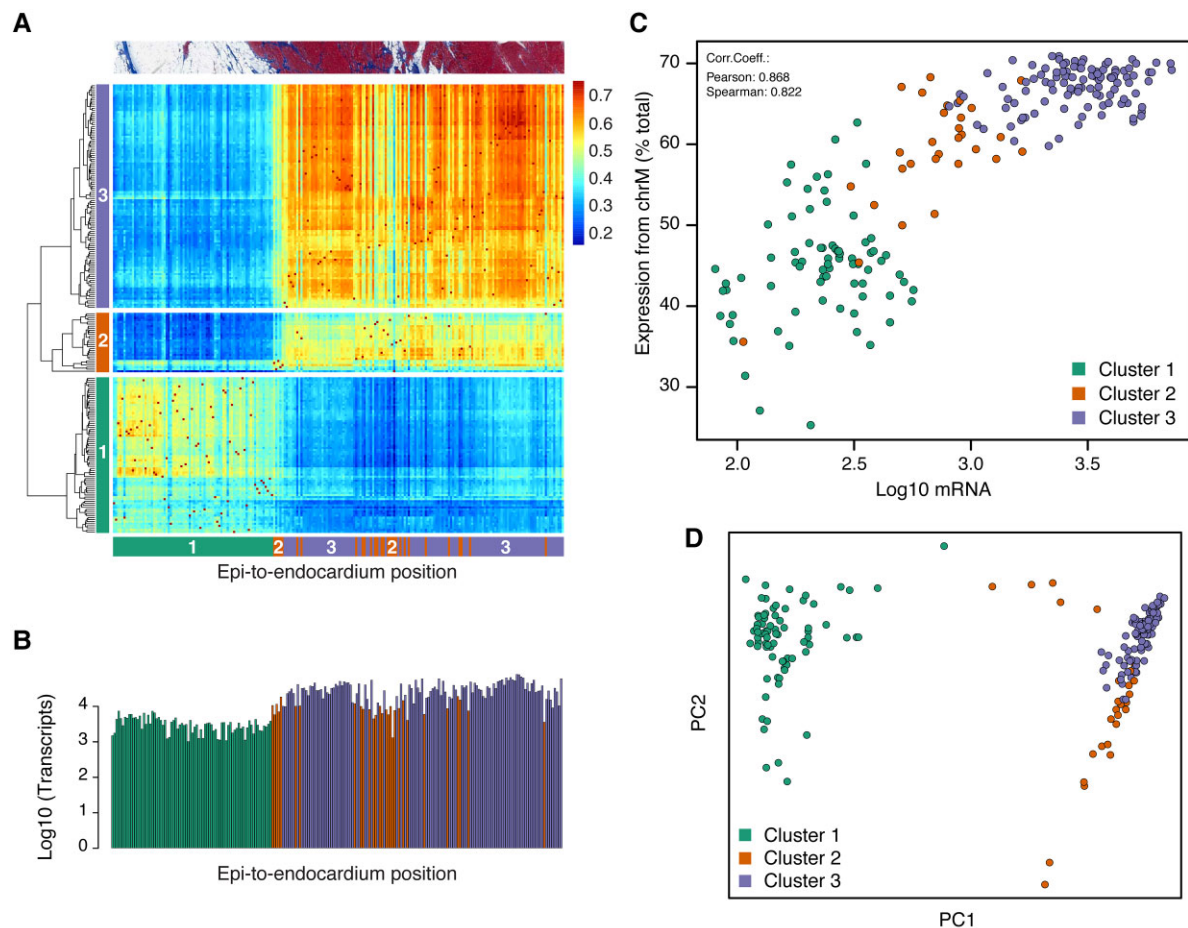 A
3
2
1
0.7
0.6
0.5
0.4
0.3
0.2
1
2
3
2
3
Epi-to-endocardium position
B
Log10 (Transcripts)
4
3
2
1
0
Epi-to-endocardium position
C
Corr.Coeff.:
Pearson: 0.868
Spearman: 0.822
Expression from chrM (% total)
70
60
50
40
30
Cluster 1
Cluster 2
Cluster 3
2.0 2.5 3.0 3.5
Log10 mRNA
D
PC2
Cluster 1
Cluster 2
Cluster 3
PC1